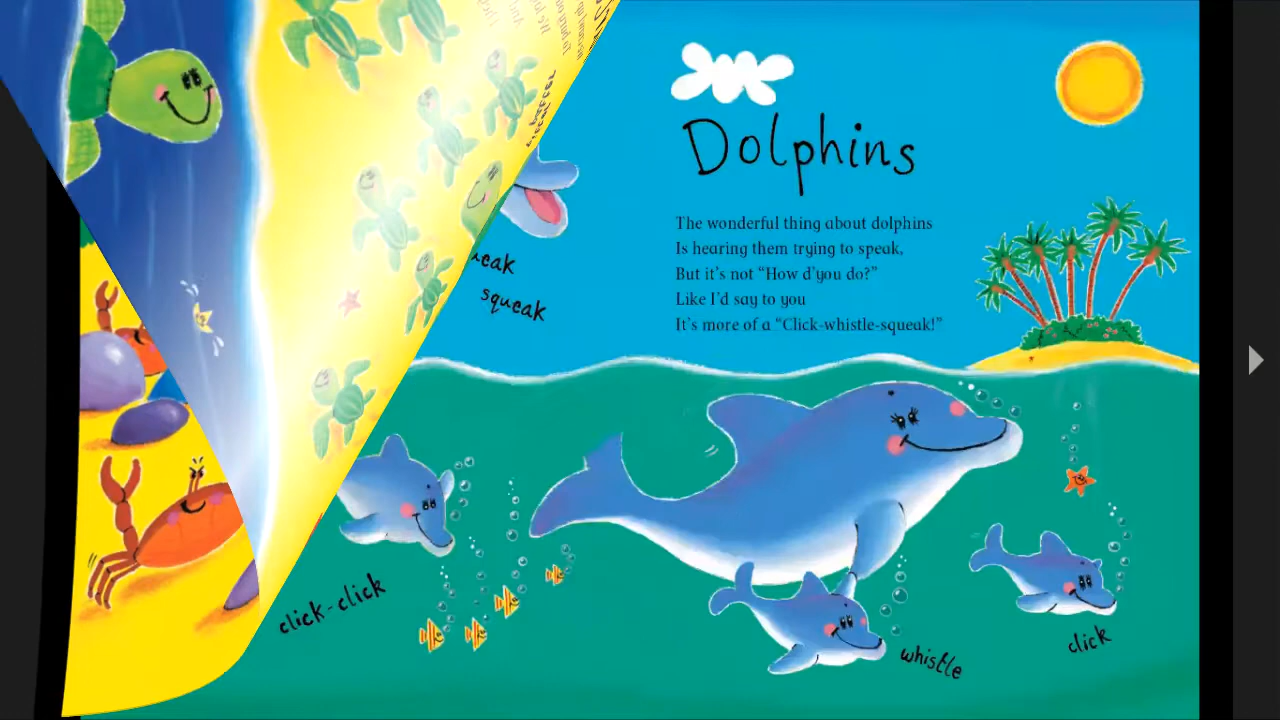 Dolphins
The wonderful thing about dolphins
Is hearing them trying to speak,
But it's not “How d'you do?”
Like I'd say to you
It's more of a “Click-whistle-squeak!”
squeak
click-click
whistle
click